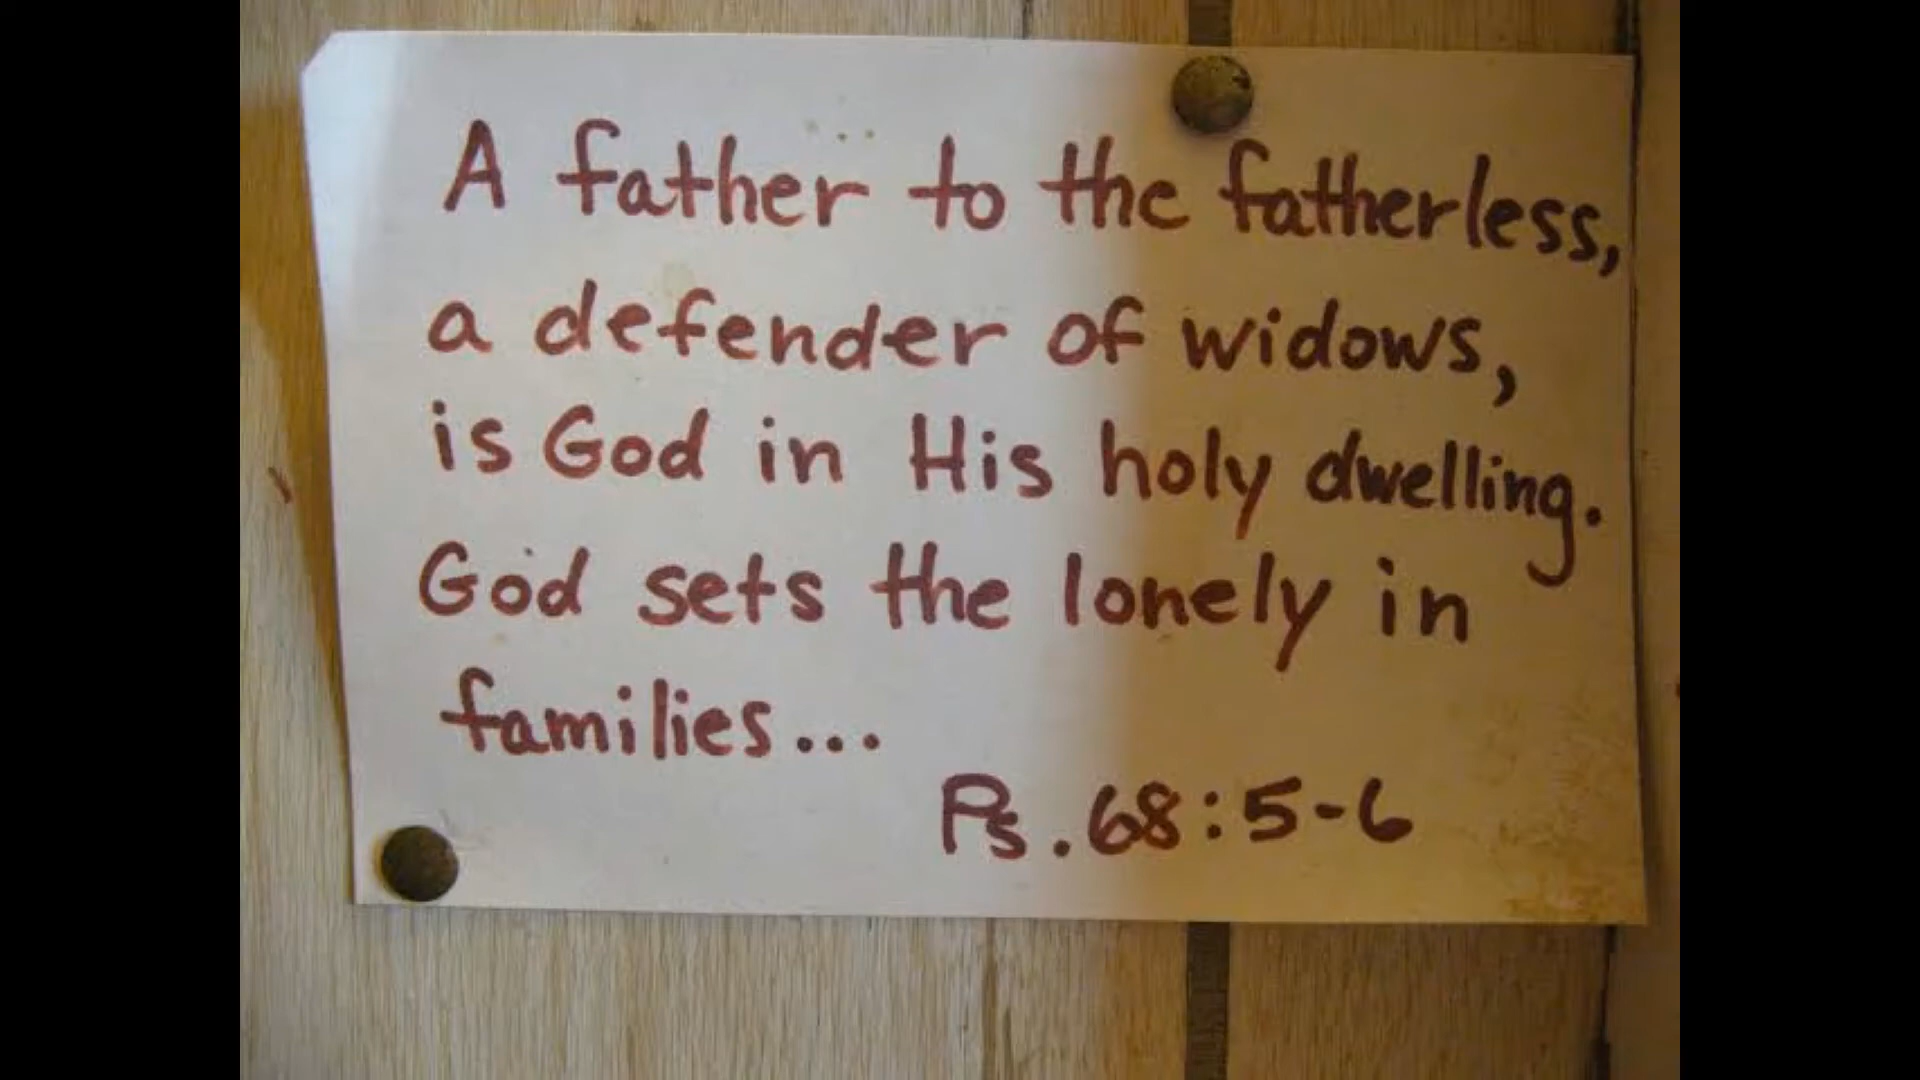 A father to the fatherless,
a defender of widows,
is God in His holy dwelling.
God sets the lonely in
families...
Ps. 68:5-6